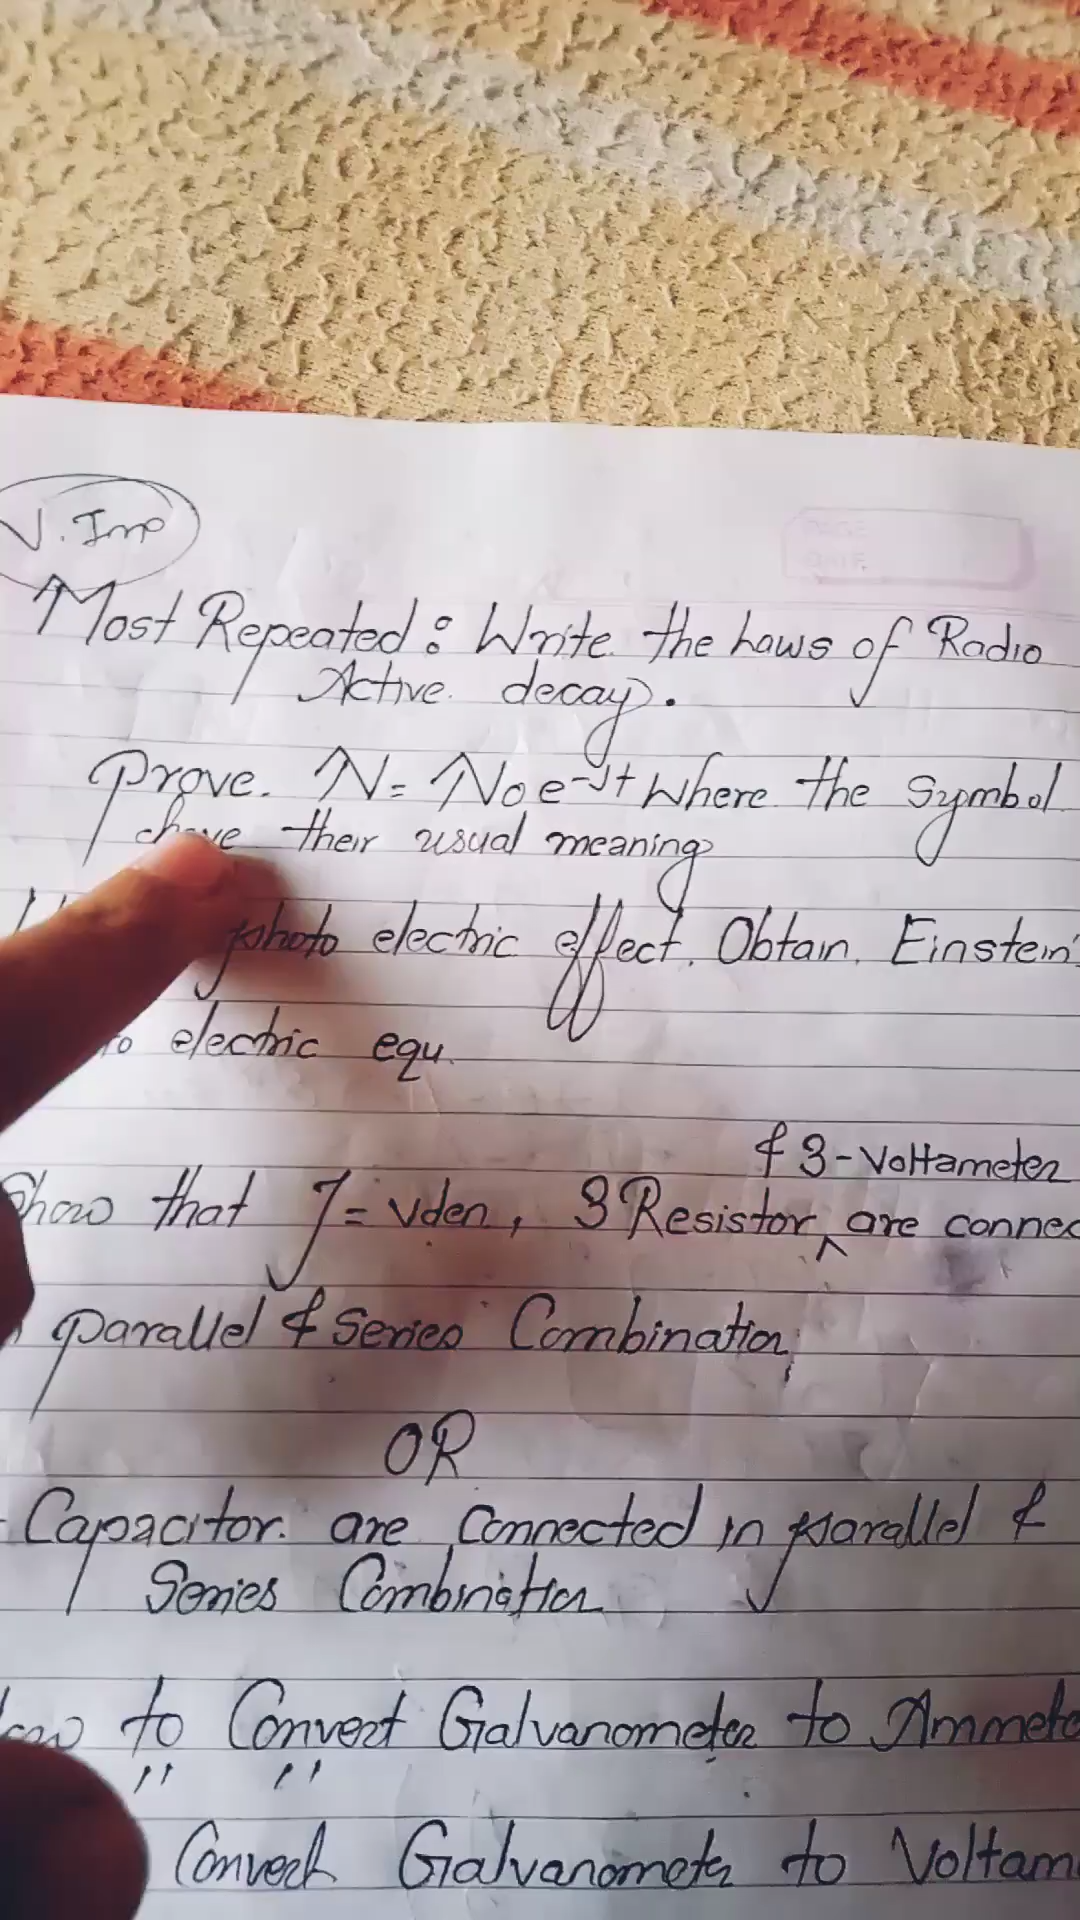 V. Imp
PAGE
DATE
Most Repeated: Write the Laws of Radio
Active decay.
Prove. N = Noe-λt Where the Symbol
their usual meaning
photo electric effect. Obtain. Einstein'
electric equ.
& 3-Voltameter
Show that J = Vden, 3 Resistor ^ are connec
parallel & Series Combination,
OR
Capacitor. are Connected in parallel &
Series Combination
to Convert Galvanometer to Ammete
" "
Convert Galvanometer to Voltam